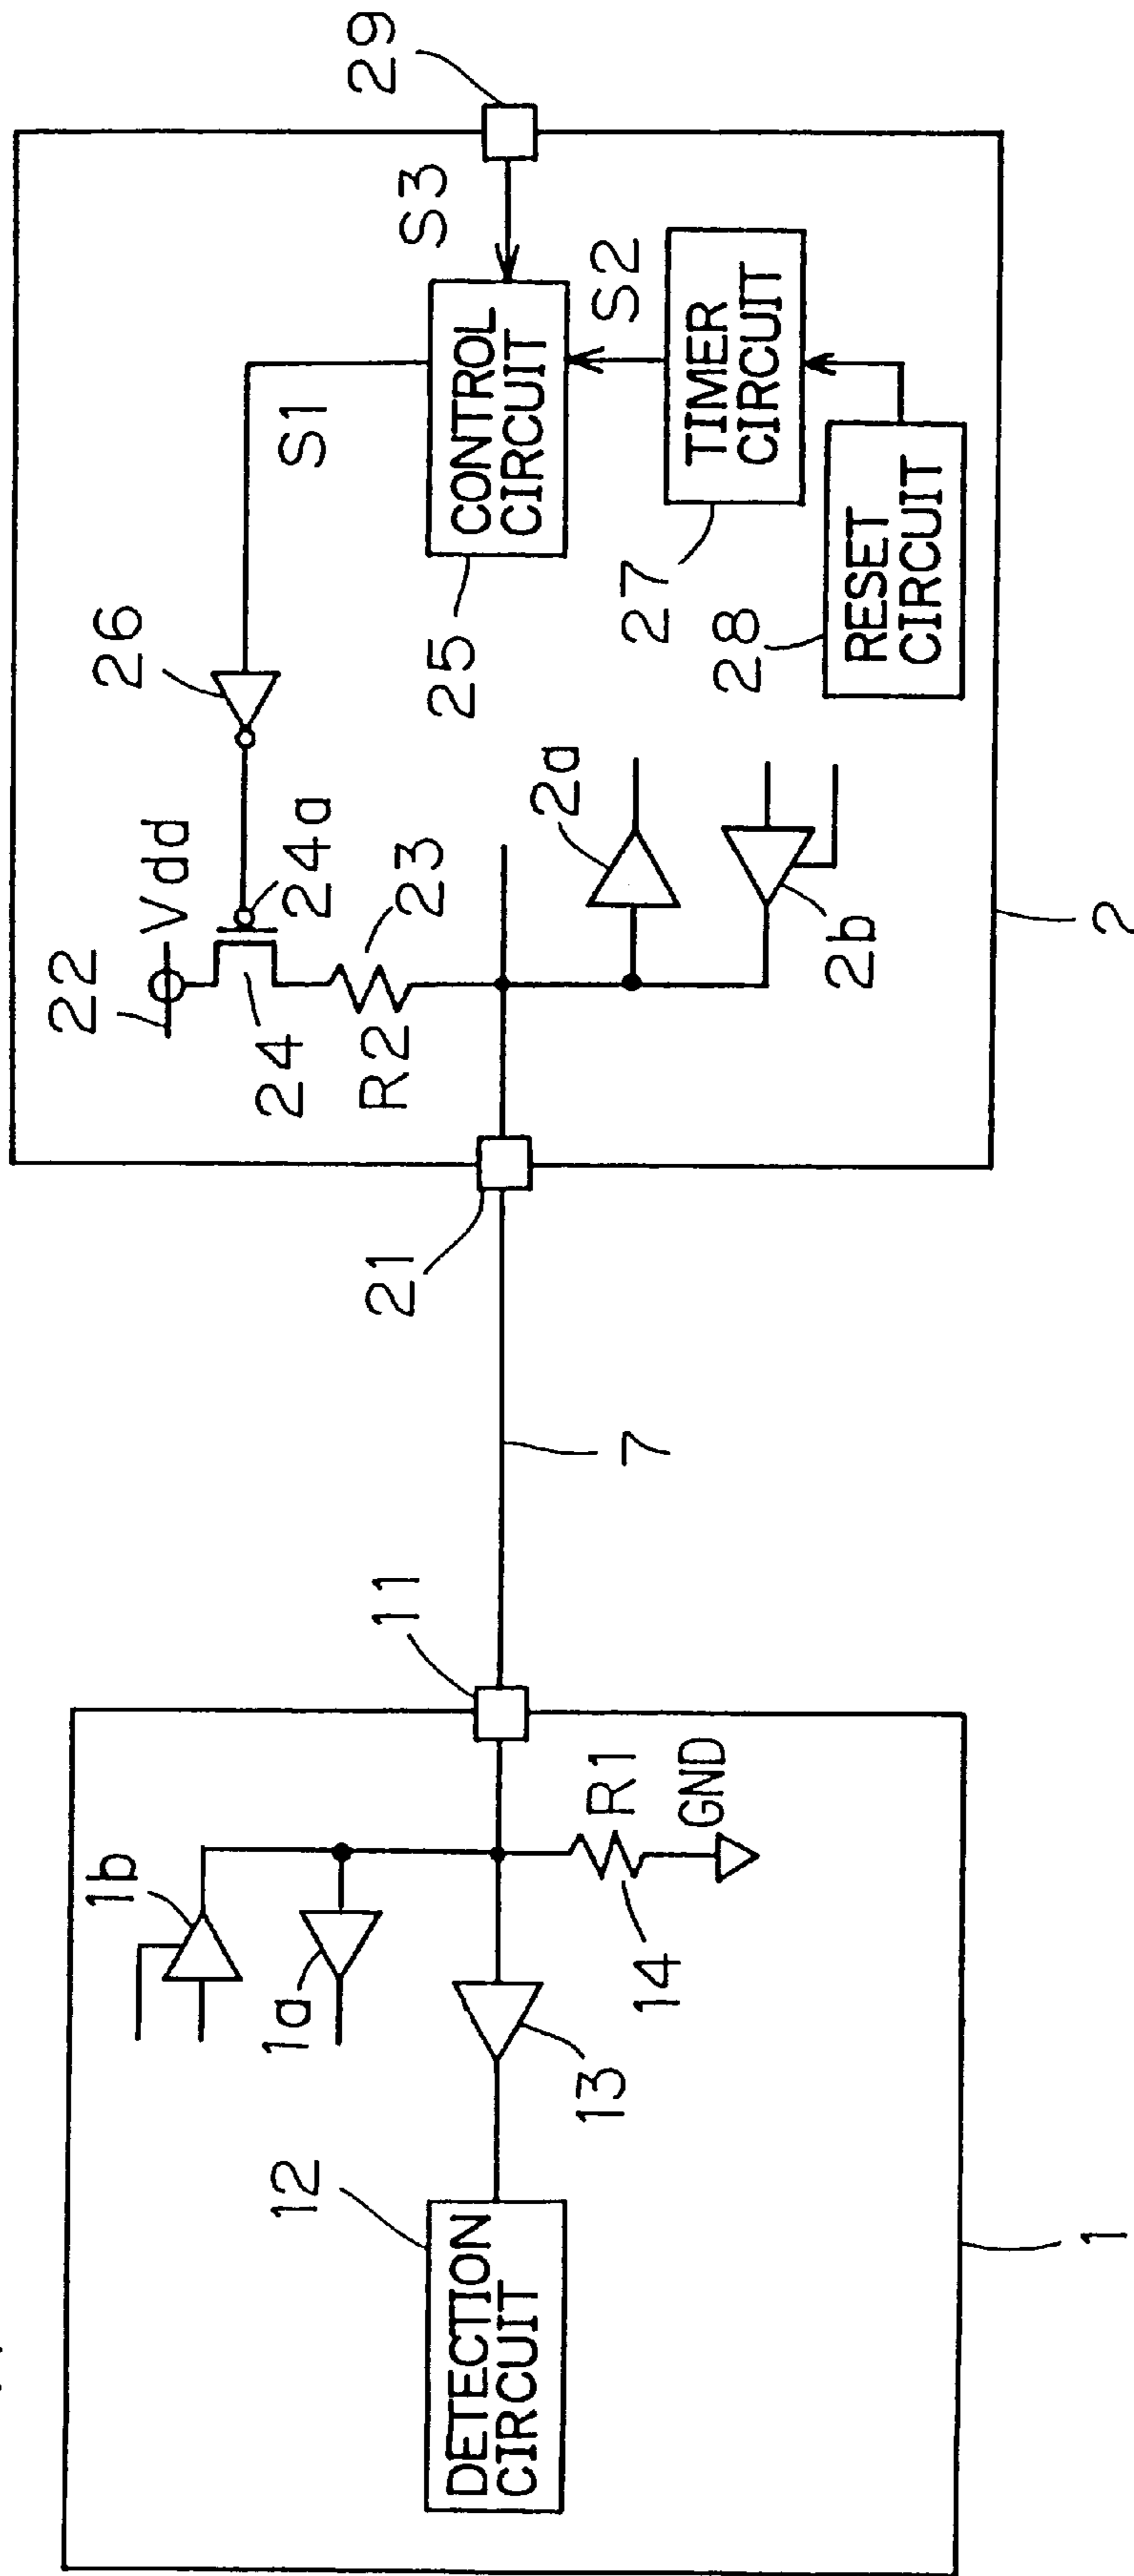 1b
1a
12
DETECTION
CIRCUIT
13
14
R1
GND
11
1
7
21
22
Vdd
24
24a
26
R2
23
S1
29
S3
25
CONTROL
CIRCUIT
S2
2a
2b
27
TIMER
CIRCUIT
28
RESET
CIRCUIT
2